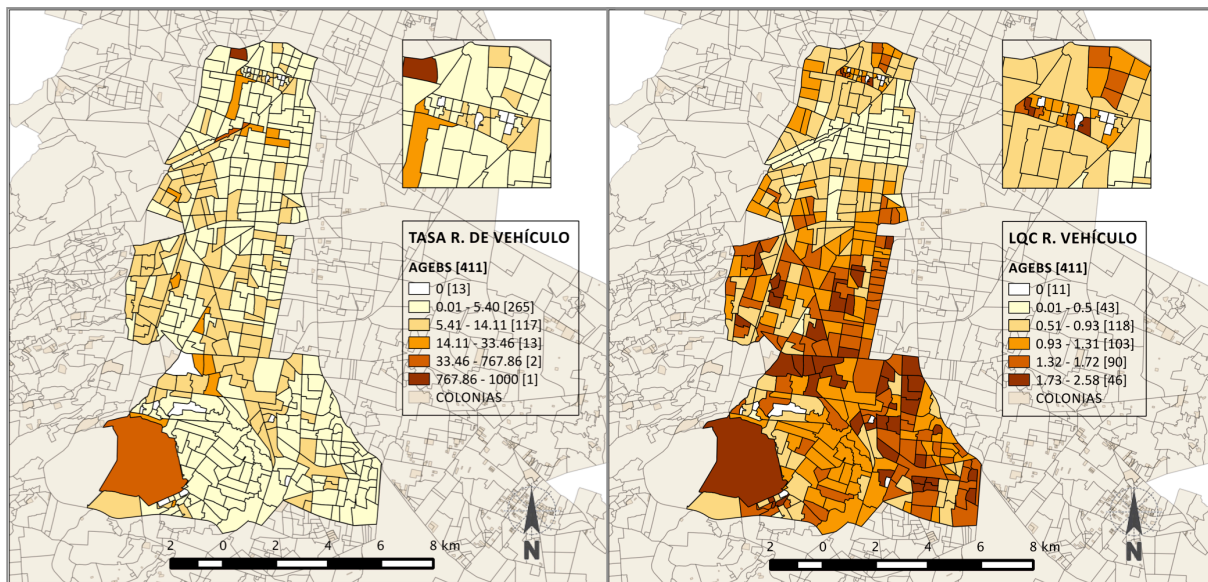 TASA R. DE VEHÍCULO
AGEBS [411]
0 [13]
0.01 - 5.40 [265]
5.41 - 14.11 [117]
14.11 - 33.46 [13]
33.46 - 767.86 [2]
767.86 - 1000 [1]
COLONIAS
N
2 0 2 4 6 8 km
LQC R. VEHÍCULO
AGEBS [411]
0 [11]
0.01 - 0.5 [43]
0.51 - 0.93 [118]
0.93 - 1.31 [103]
1.32 - 1.72 [90]
1.73 - 2.58 [46]
COLONIAS
N
2 0 2 4 6 8 km